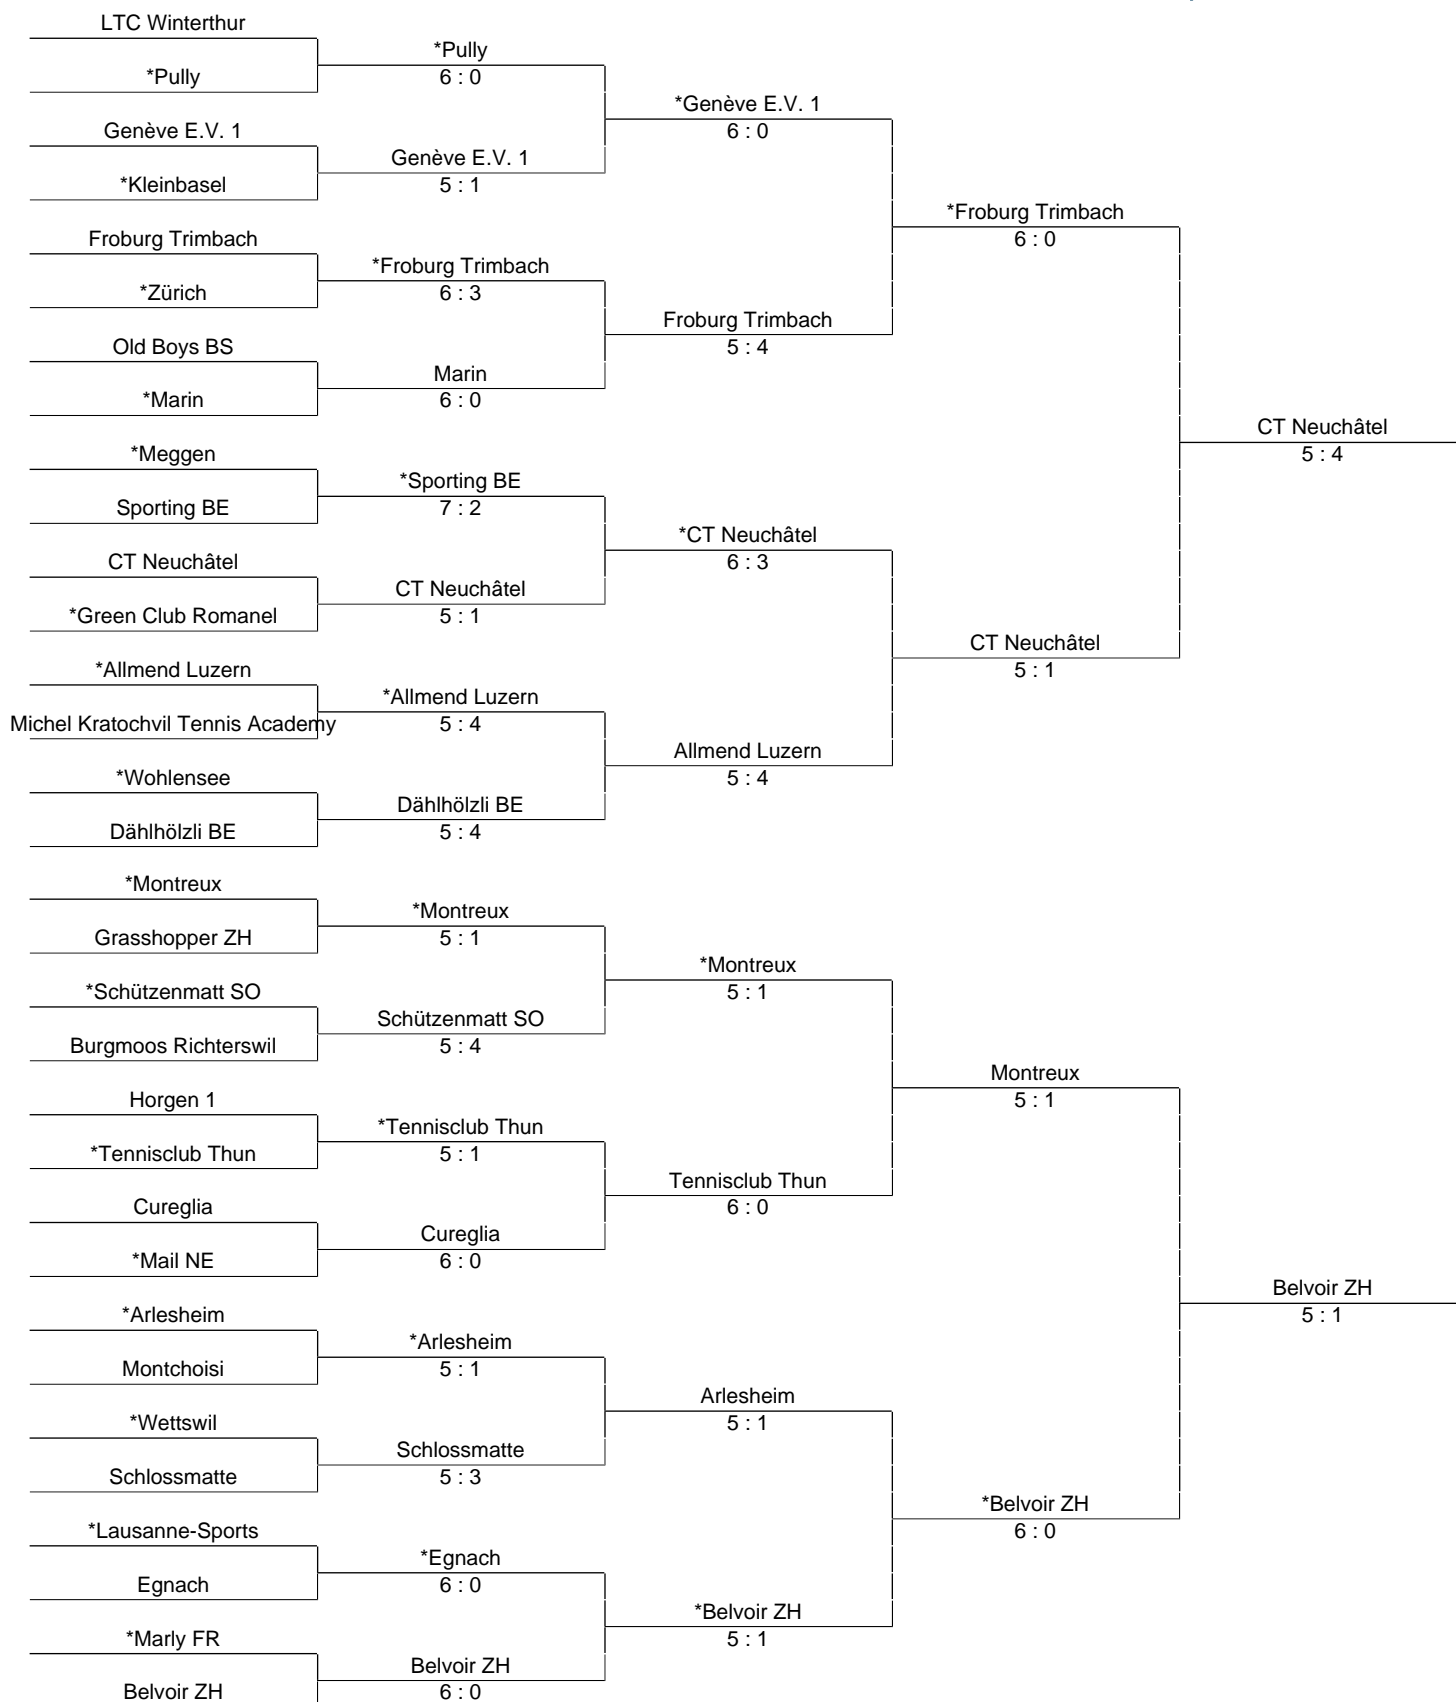 LTC Winterthur
*Pully
*Pully
6 : 0
*Genève E.V. 1
6 : 0
Genève E.V. 1
Genève E.V. 1
5 : 1
*Kleinbasel
*Froburg Trimbach
6 : 0
Froburg Trimbach
*Froburg Trimbach
6 : 3
*Zürich
Froburg Trimbach
5 : 4
Old Boys BS
Marin
6 : 0
*Marin
CT Neuchâtel
5 : 4
*Meggen
*Sporting BE
7 : 2
Sporting BE
*CT Neuchâtel
6 : 3
CT Neuchâtel
CT Neuchâtel
5 : 1
*Green Club Romanel
CT Neuchâtel
5 : 1
*Allmend Luzern
*Allmend Luzern
5 : 4
Michel Kratochvil Tennis Academy
Allmend Luzern
5 : 4
*Wohlensee
Dählhölzli BE
5 : 4
Dählhölzli BE
*Montreux
*Montreux
5 : 1
Grasshopper ZH
*Montreux
5 : 1
*Schützenmatt SO
Schützenmatt SO
5 : 4
Burgmoos Richterswil
Montreux
5 : 1
Horgen 1
*Tennisclub Thun
5 : 1
*Tennisclub Thun
Tennisclub Thun
6 : 0
Cureglia
Cureglia
6 : 0
*Mail NE
Belvoir ZH
5 : 1
*Arlesheim
*Arlesheim
5 : 1
Montchoisi
Arlesheim
5 : 1
*Wettswil
Schlossmatte
5 : 3
Schlossmatte
*Belvoir ZH
6 : 0
*Lausanne-Sports
*Egnach
6 : 0
Egnach
*Belvoir ZH
5 : 1
*Marly FR
Belvoir ZH
6 : 0
Belvoir ZH